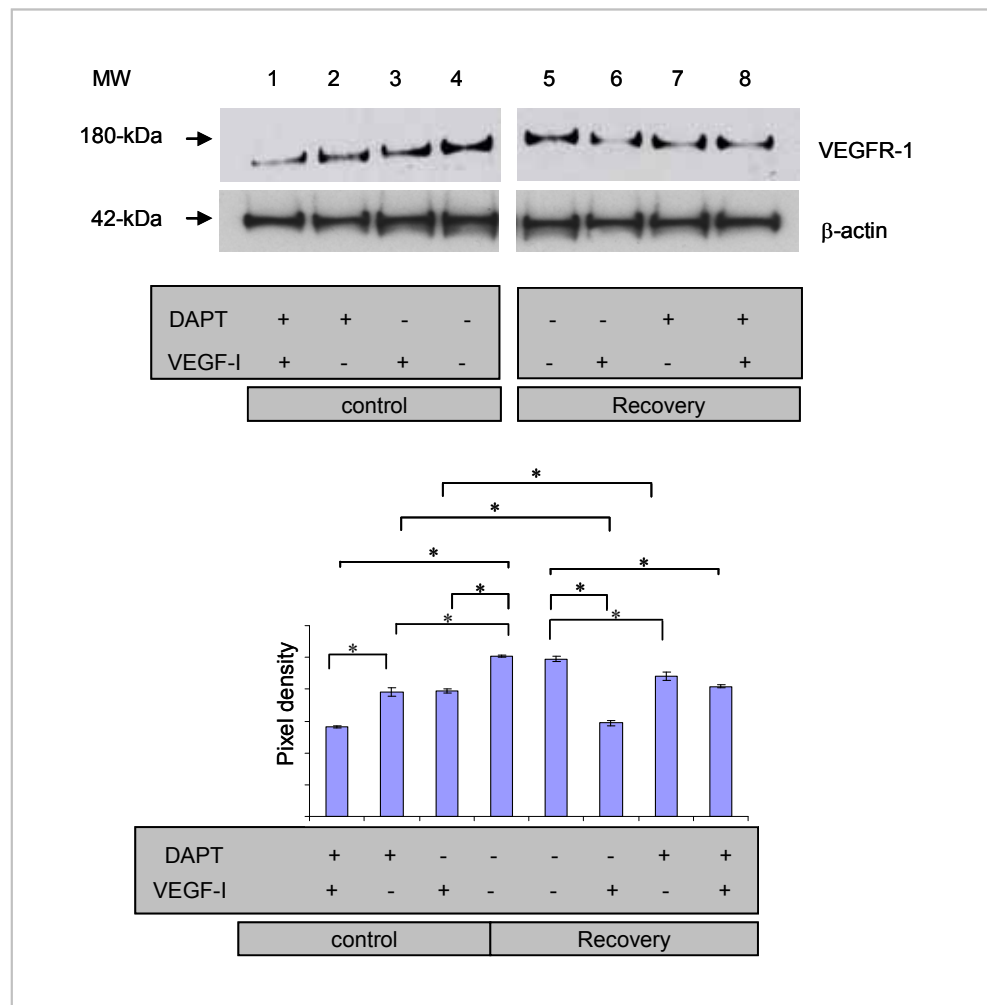 MW 1 2 3 4 5 6 7 8
180-kDa VEGFR-1
42-kDa β-actin
DAPT + + - - - - + +
VEGF-I + - + - - + - +
control Recovery
*
*
* *
* *
* *
*
Pixel density
DAPT + + - - - - + +
VEGF-I + - + - - + - +
control Recovery